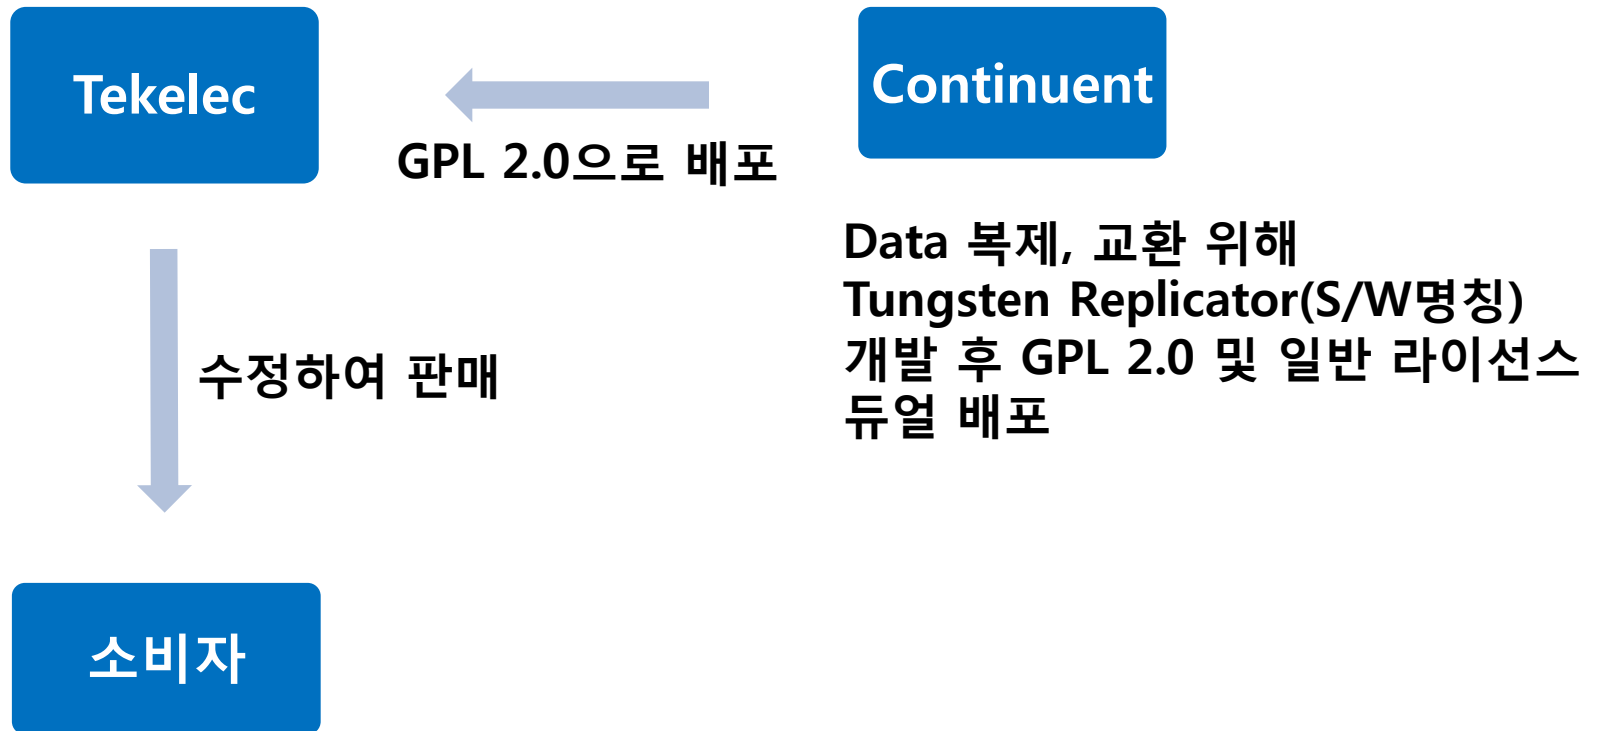 Tekelec
Continuent
GPL 2.0으로 배포
Data 복제, 교환 위해
Tungsten Replicator(S/W명칭)
개발 후 GPL 2.0 및 일반 라이선스
듀얼 배포
수정하여 판매
소비자